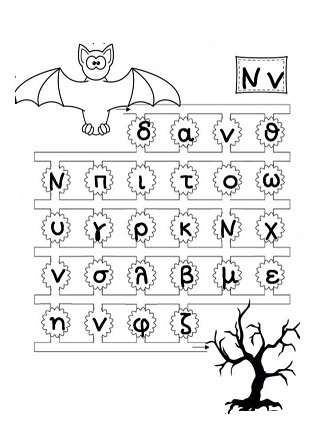 Ν ν
δ α ν θ
Ν π ι τ ο ω
υ γ ρ κ Ν χ
ν σ λ β μ ε
η ν φ ζ